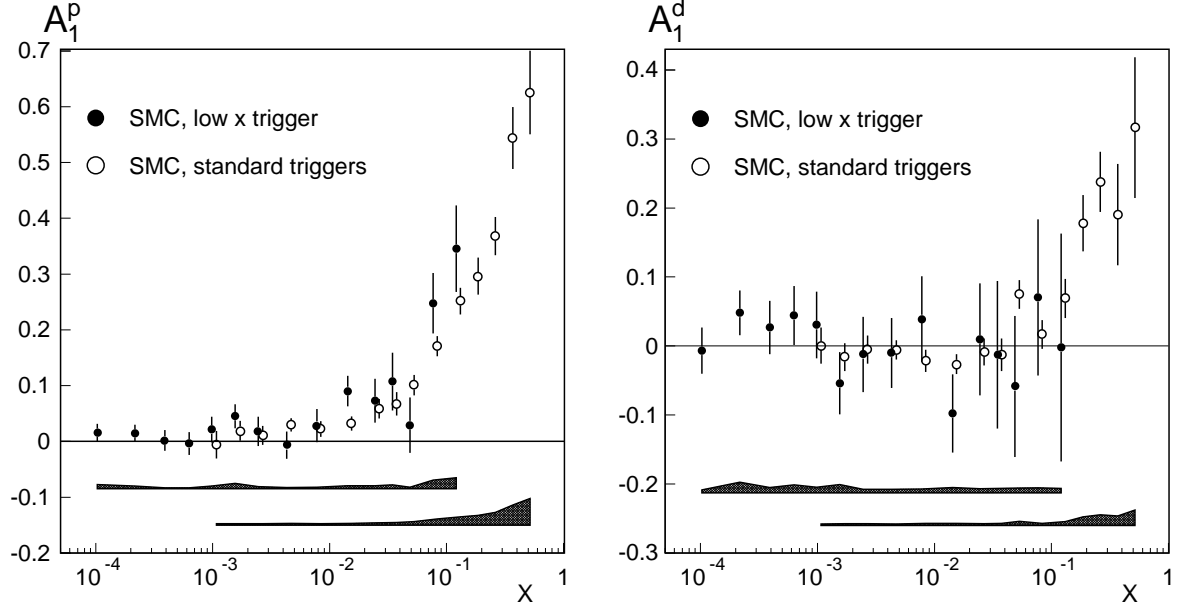 A₁ᵖ
0.7
0.6
0.5
0.4
0.3
0.2
0.1
0
-0.1
-0.2
SMC, low x trigger
SMC, standard triggers
10⁻⁴ 10⁻³ 10⁻² 10⁻¹ 1
X
A₁ᵈ
0.4
0.3
0.2
0.1
0
-0.1
-0.2
-0.3
SMC, low x trigger
SMC, standard triggers
10⁻⁴ 10⁻³ 10⁻² 10⁻¹ 1
X